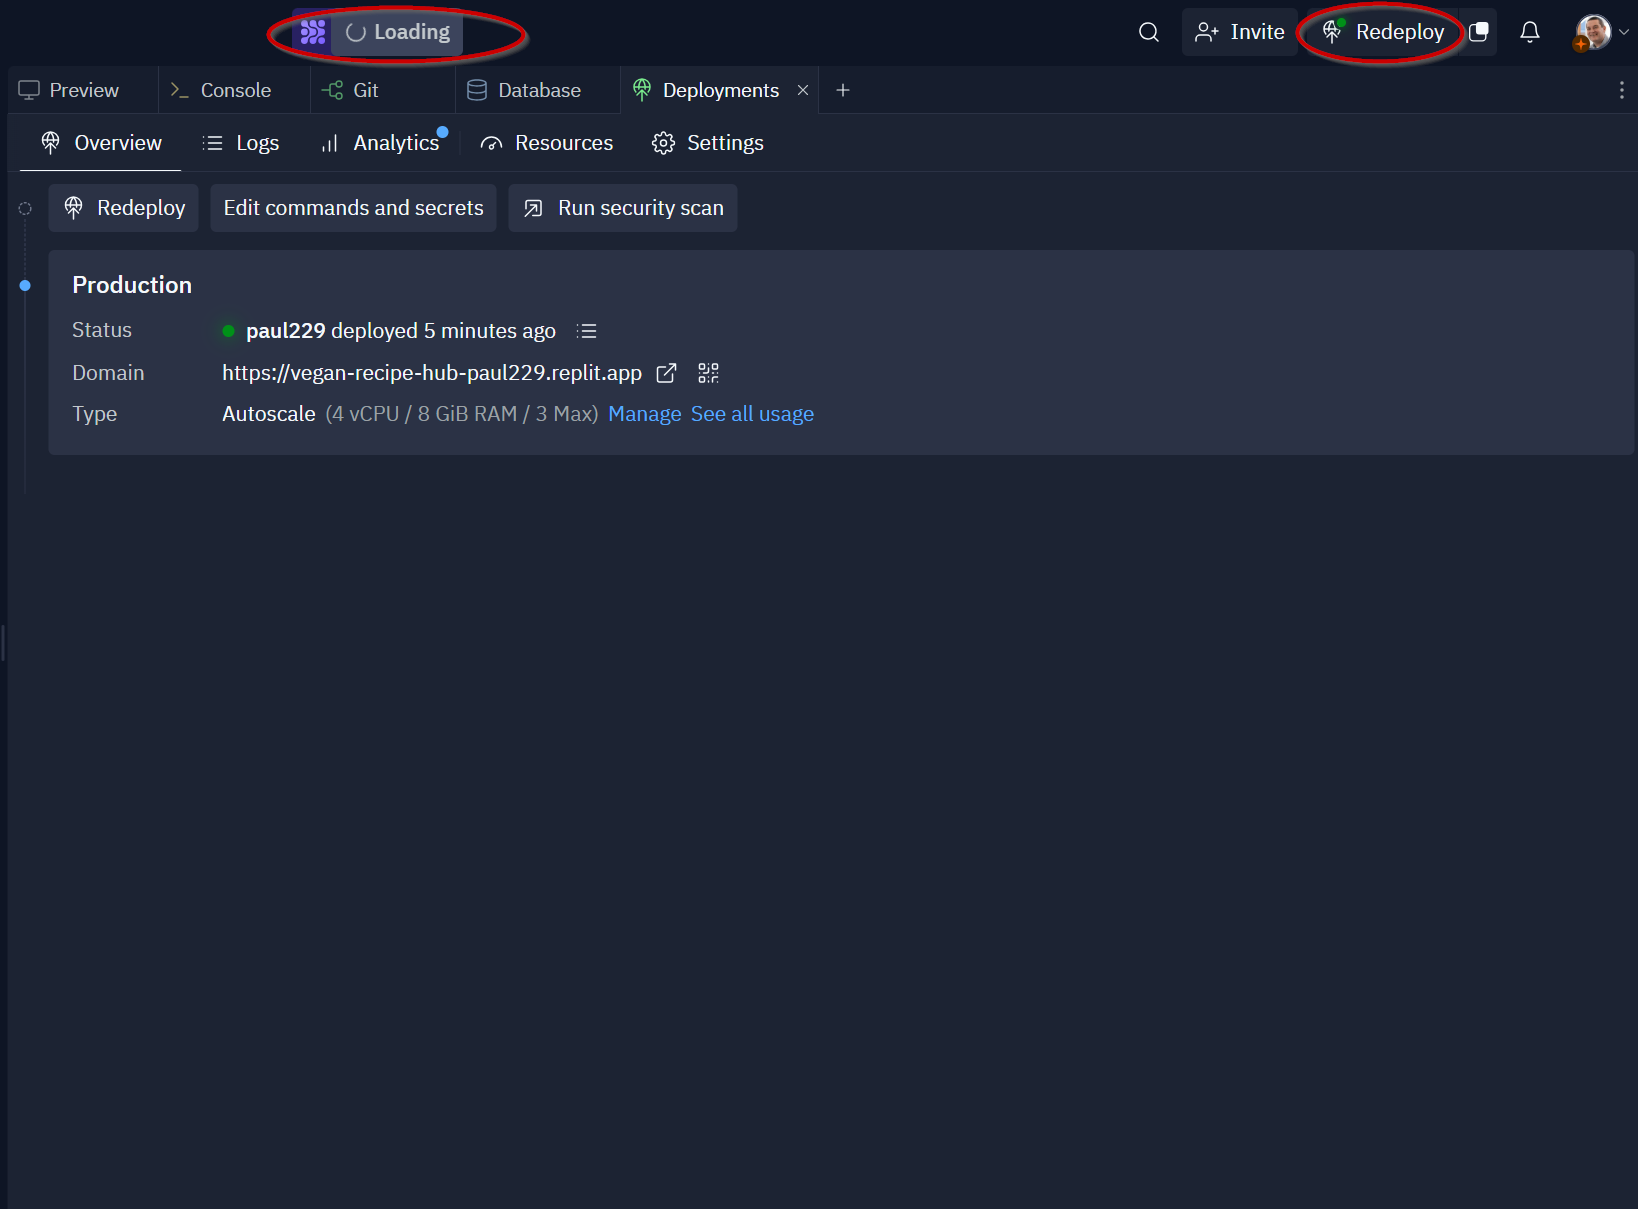 Loading
Invite
Redeploy
Preview
Console
Git
Database
Deployments
Overview
Logs
Analytics
Resources
Settings
Redeploy
Edit commands and secrets
Run security scan
Production
Status
paul229 deployed 5 minutes ago
Domain
https://vegan-recipe-hub-paul229.replit.app
Type
Autoscale (4 vCPU / 8 GiB RAM / 3 Max) Manage See all usage